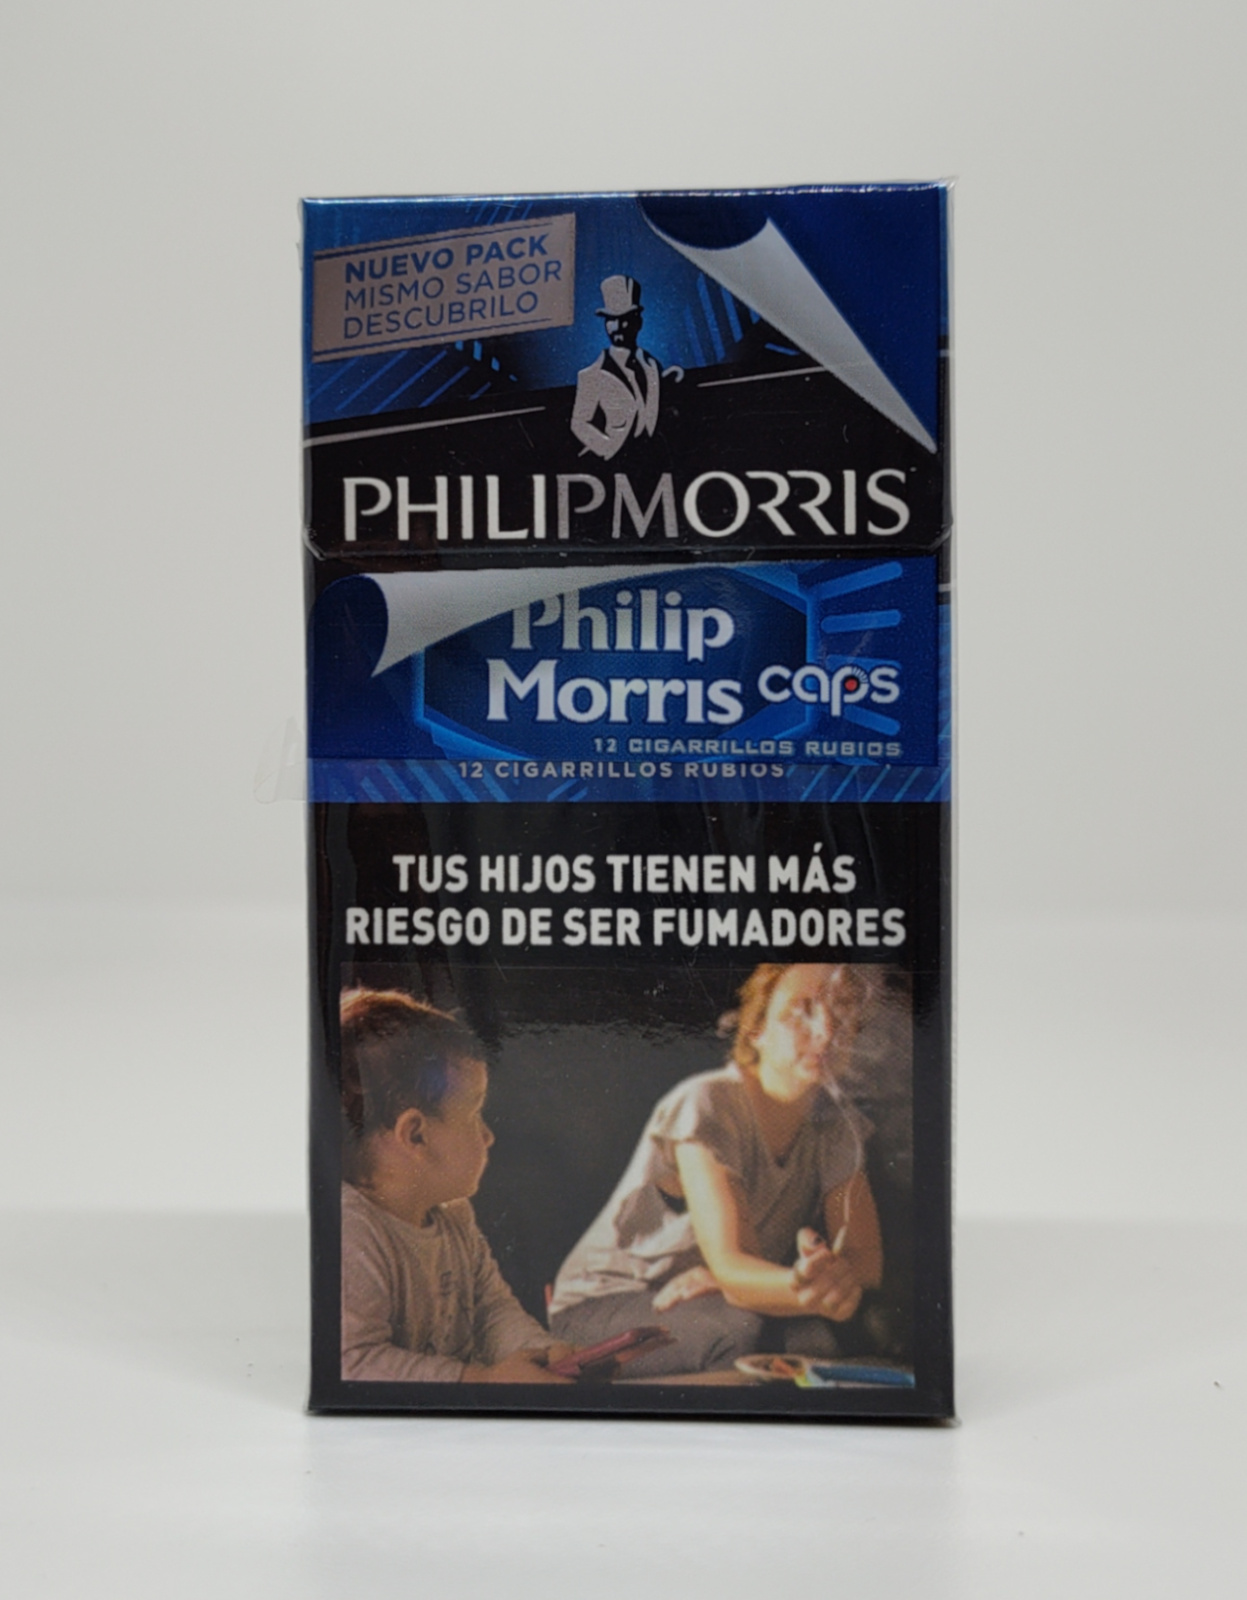 NUEVO PACK
MISMO SABOR
DESCUBRILO
PHILIPMORRIS
Philip
Morris caps
12 CIGARRILLOS RUBIOS
12 CIGARRILLOS RUBIOS
TUS HIJOS TIENEN MÁS
RIESGO DE SER FUMADORES